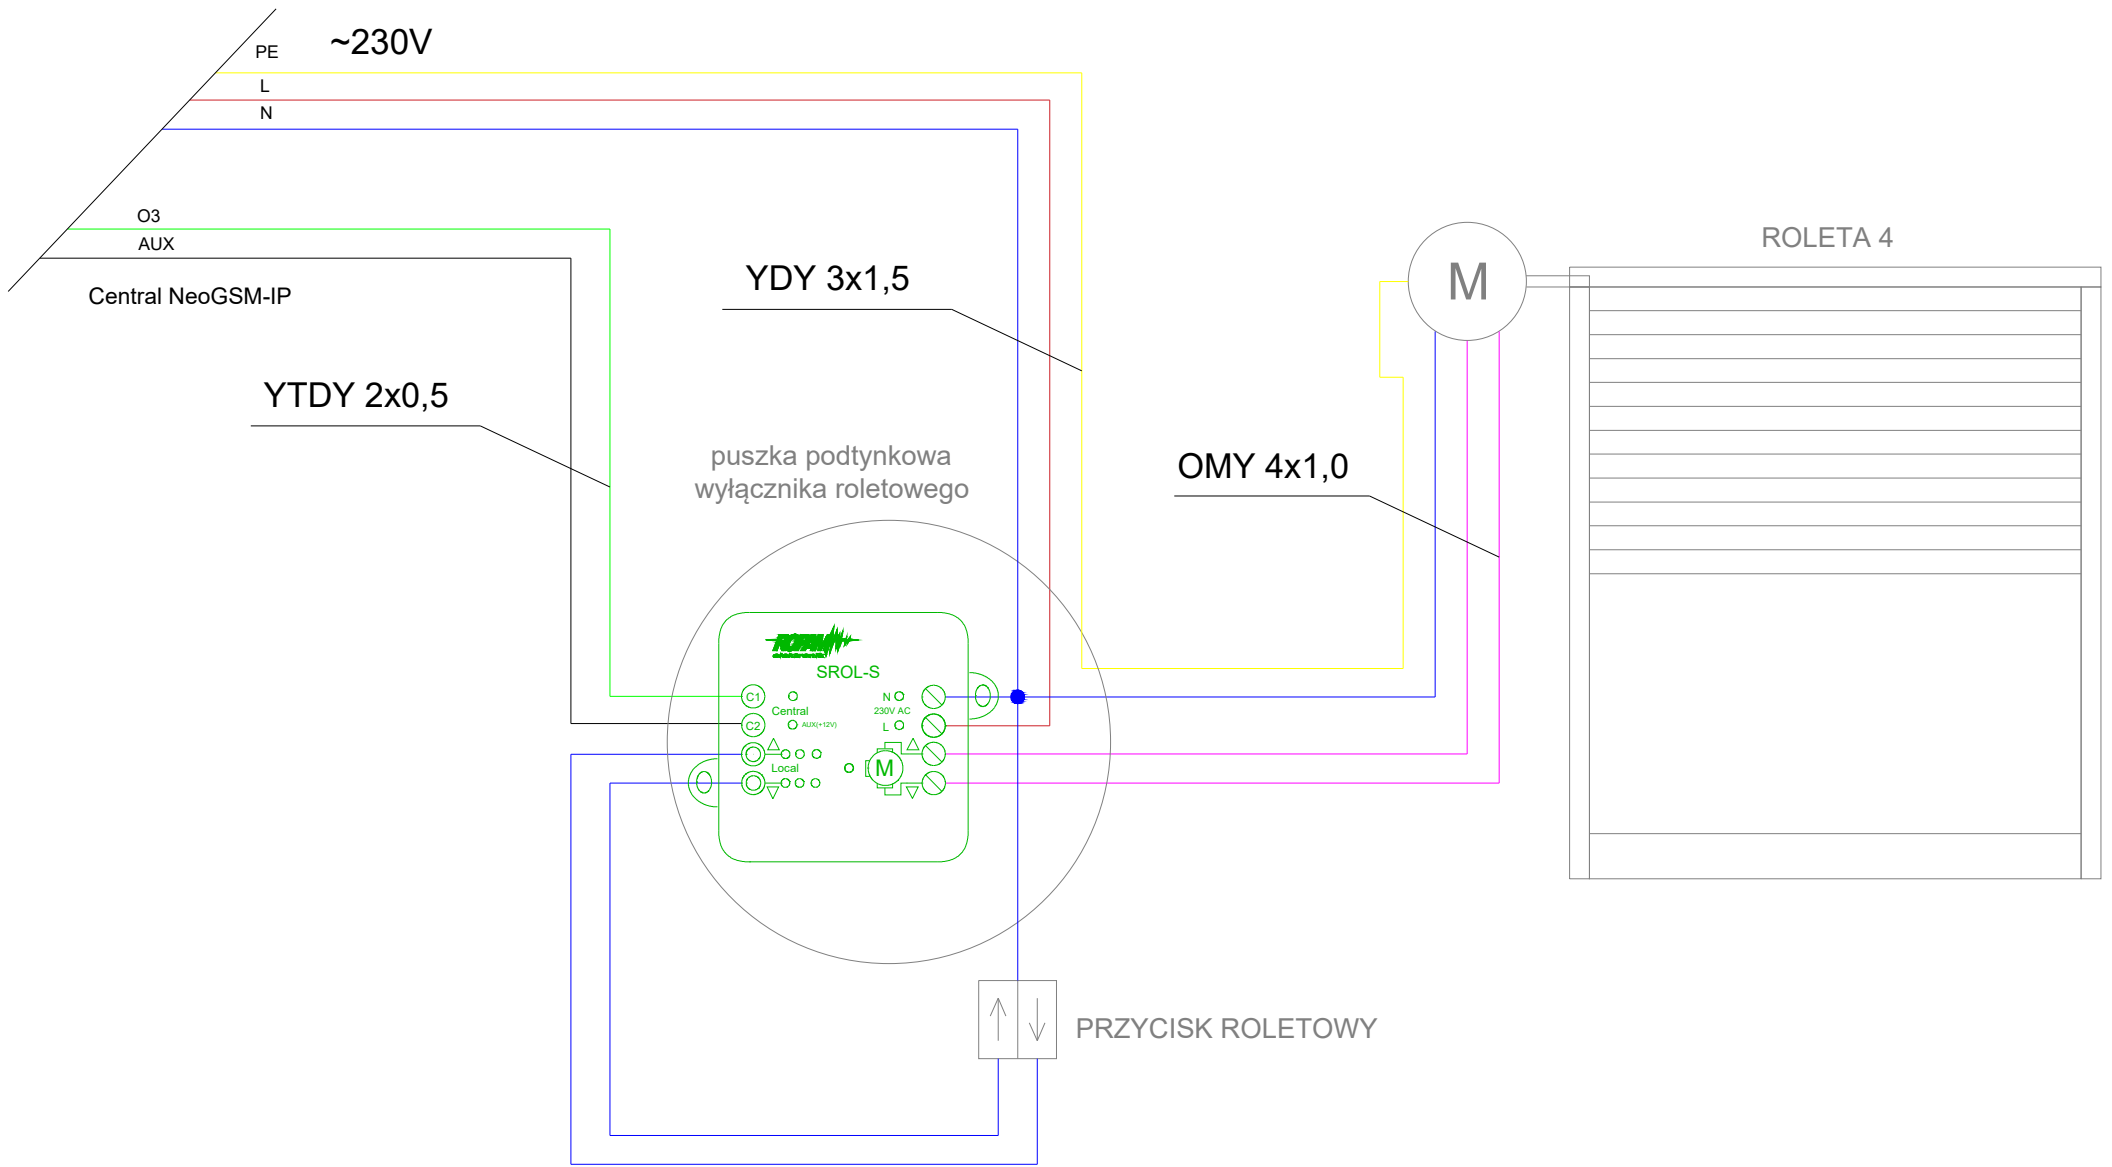 PE
~230V
L
N
O3
AUX
Central NeoGSM-IP
YDY 3x1,5
YTDY 2x0,5
M
ROLETA 4
OMY 4x1,0
puszka podtynkowa
wyłącznika roletowego
ROPAM
SROL-S
C1
N
Central
230V AC
C2
AUX(+12V)
L
Local
M
PRZYCISK ROLETOWY